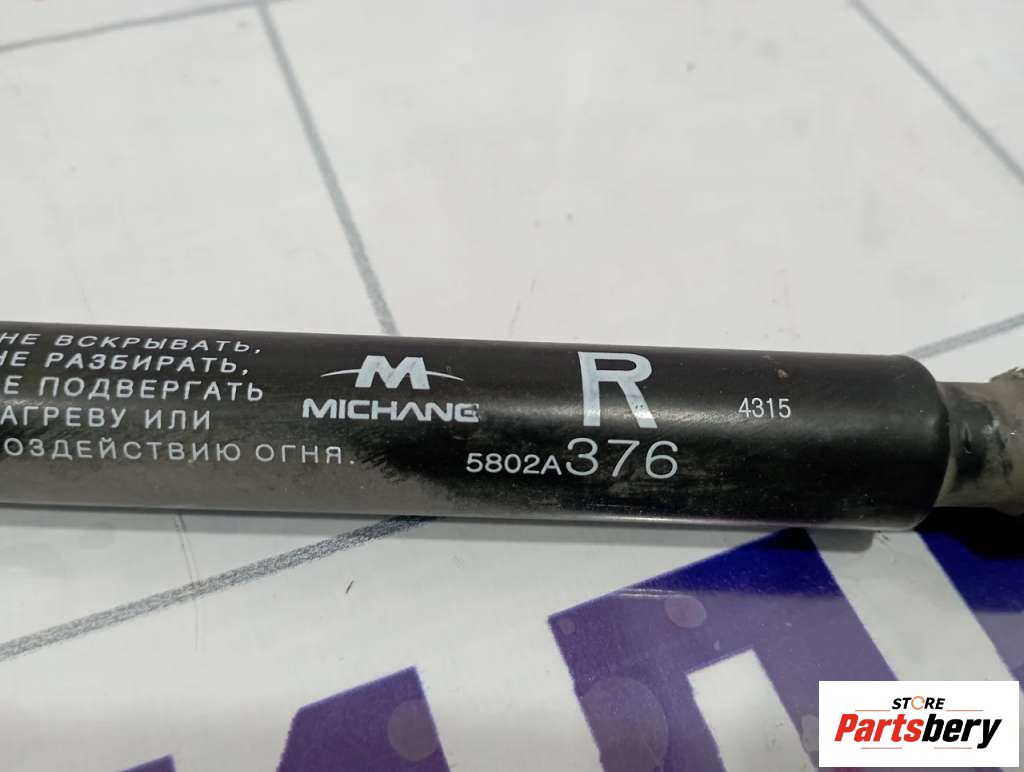 НЕ ВСКРЫВАТЬ,
НЕ РАЗБИРАТЬ,
Е ПОДВЕРГАТЬ
АГРЕВУ ИЛИ
ОЗДЕЙСТВИЮ ОГНЯ.
M
MICHANG
R
4315
5802A376
STORE
Partsbery